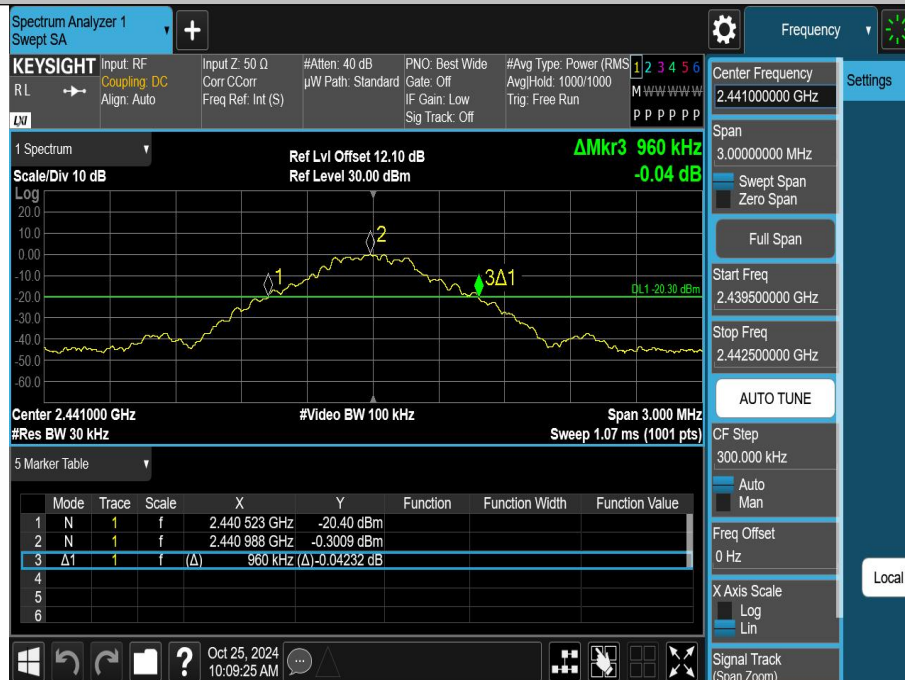 Spectrum Analyzer 1
Swept SA
Frequency
KEYSIGHT
RL
LXI
Input: RF
Coupling: DC
Align: Auto
Input Z: 50 Ω
Corr CCorr
Freq Ref: Int (S)
#Atten: 40 dB
µW Path: Standard
PNO: Best Wide
Gate: Off
IF Gain: Low
Sig Track: Off
#Avg Type: Power (RMS
Avg|Hold: 1000/1000
Trig: Free Run
1 2 3 4 5 6
M W W W W W
P P P P P P
Center Frequency
2.441000000 GHz
Settings
1 Spectrum
Scale/Div 10 dB
Ref Lvl Offset 12.10 dB
Ref Level 30.00 dBm
ΔMkr3 960 kHz
-0.04 dB
Log
20.0
10.0
0.00
-10.0
-20.0
-30.0
-40.0
-50.0
-60.0
1
2
3Δ1
DL1 -20.30 dBm
Center 2.441000 GHz
#Res BW 30 kHz
#Video BW 100 kHz
Span 3.000 MHz
Sweep 1.07 ms (1001 pts)
Span
3.00000000 MHz
Swept Span
Zero Span
Full Span
Start Freq
2.439500000 GHz
Stop Freq
2.442500000 GHz
AUTO TUNE
CF Step
300.000 kHz
Auto
Man
Freq Offset
0 Hz
X Axis Scale
Log
Lin
Signal Track
(Span Zoom)
Local
5 Marker Table
Mode Trace Scale X Y Function Function Width Function Value
1 N 1 f 2.440 523 GHz -20.40 dBm
2 N 1 f 2.440 988 GHz -0.3009 dBm
3 Δ1 1 f (Δ) 960 kHz (Δ) -0.04232 dB
4
5
6
?
Oct 25, 2024
10:09:25 AM